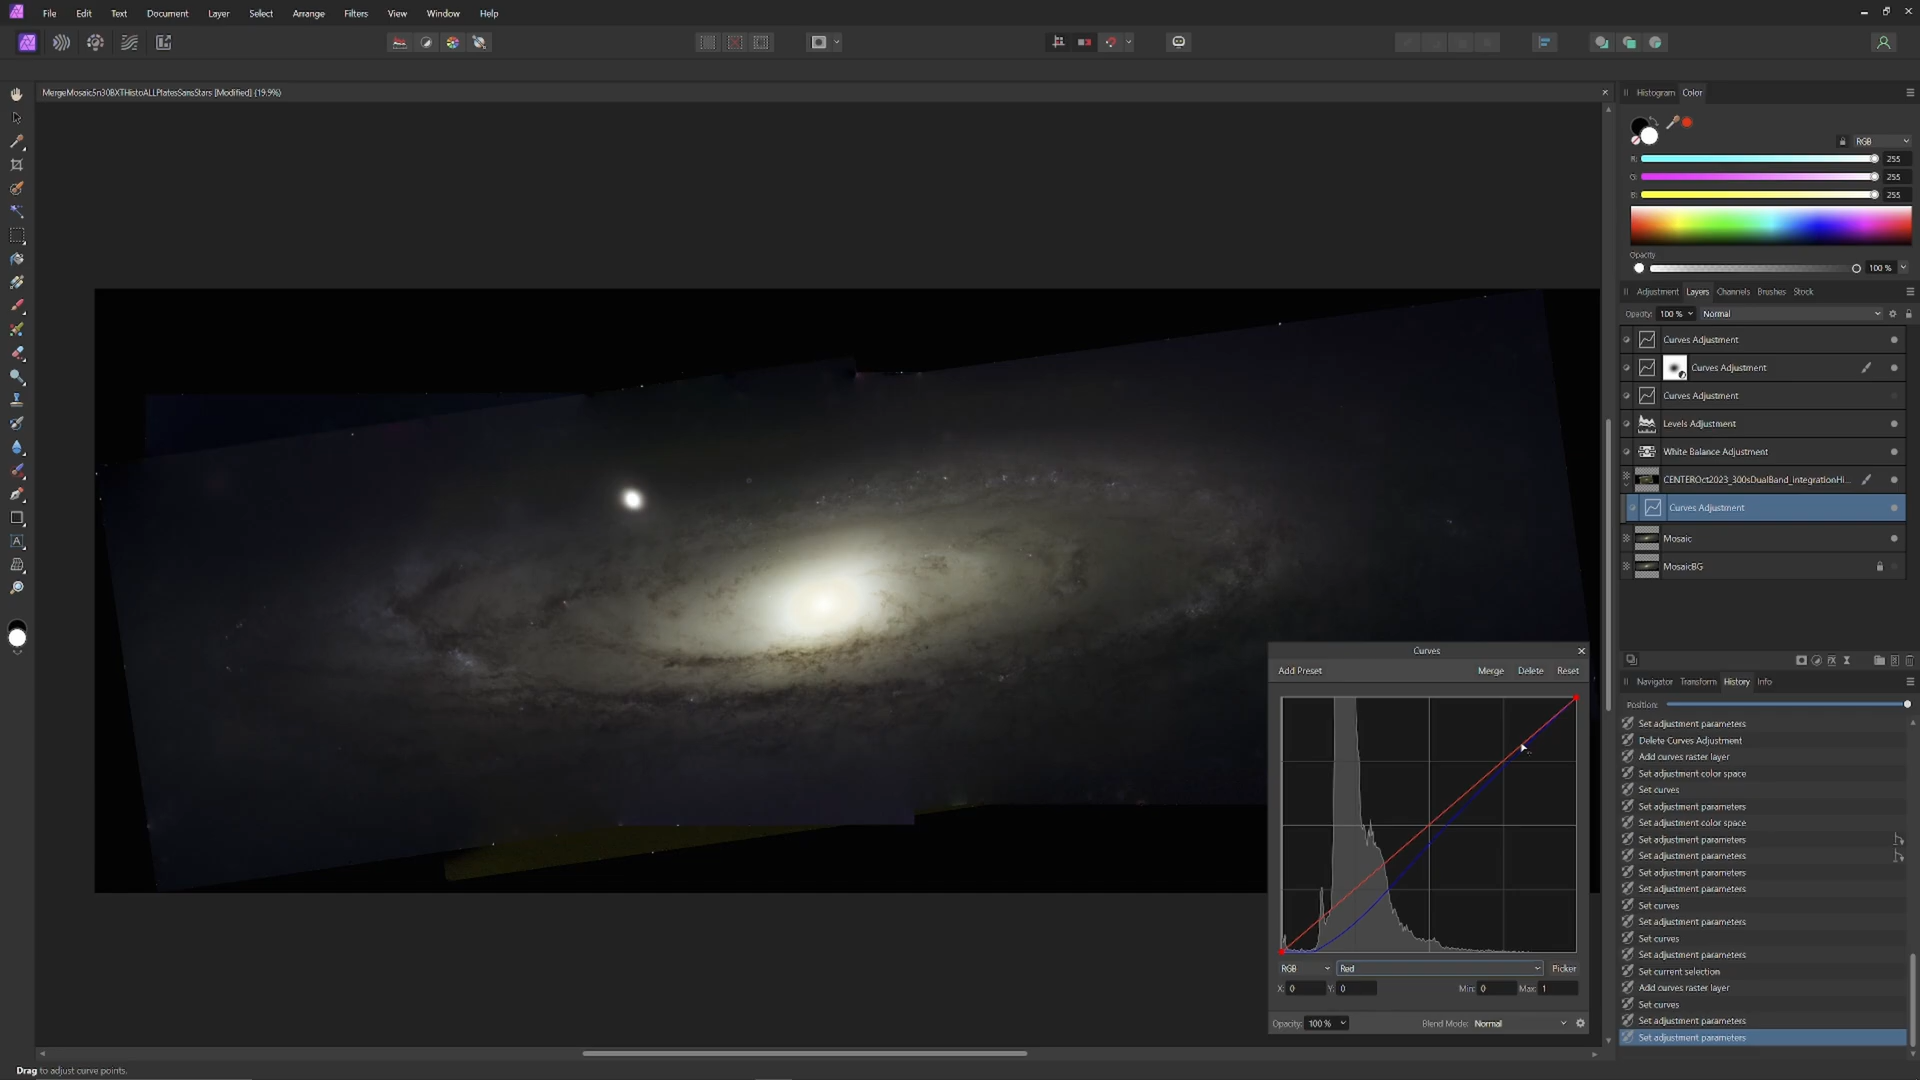 File Edit Text Document Layer Select Arrange Filters View Window Help
MergeMosaic5n30BXTHistoALLPlatesSansStars [Modified] (19.9%)
Histogram Color
RGB
R: 255
G: 255
B: 255
Opacity
100 %
Adjustment Layers Channels Brushes Stock
Opacity: 100 % Normal
Curves Adjustment
Curves Adjustment
Curves Adjustment
Levels Adjustment
White Balance Adjustment
CENTEROct2023_300sDualBand_integrationHi...
Curves Adjustment
Mosaic
MosaicBG
Navigator Transform History Info
Position:
Set adjustment parameters
Delete Curves Adjustment
Add curves raster layer
Set adjustment color space
Set curves
Set adjustment parameters
Set adjustment color space
Set adjustment parameters
Set adjustment parameters
Set adjustment parameters
Set adjustment parameters
Set curves
Set adjustment parameters
Set curves
Set adjustment parameters
Set current selection
Add curves raster layer
Set curves
Set adjustment parameters
Set adjustment parameters
Curves
Add Preset Merge Delete Reset
RGB Red Picker
X: 0 Y: 0 Min: 0 Max: 1
Opacity: 100 % Blend Mode: Normal
Drag to adjust curve points.